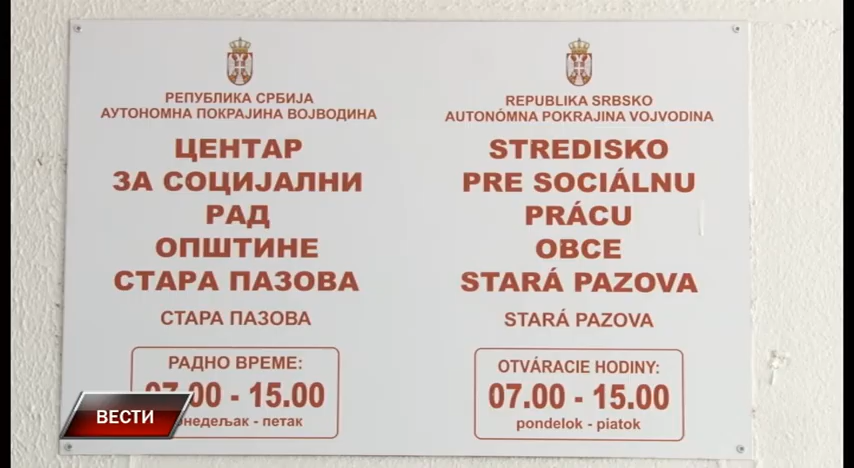 РЕПУБЛИКА СРБИЈА
АУТОНОМНА ПОКРАЈИНА ВОЈВОДИНА
ЦЕНТАР
ЗА СОЦИЈАЛНИ
РАД
ОПШТИНЕ
СТАРА ПАЗОВА
СТАРА ПАЗОВА
РАДНО ВРЕМЕ:
07.00 - 15.00
- петак
REPUBLIKA SRBSKO
AUTONÓMNA POKRAJINA VOJVODINA
STREDISKO
PRE SOCIÁLNU
PRÁCU
OBCE
STARÁ PAZOVA
STARÁ PAZOVA
OTVÁRACIE HODINY:
07.00 - 15.00
pondelok - piatok
ВЕСТИ